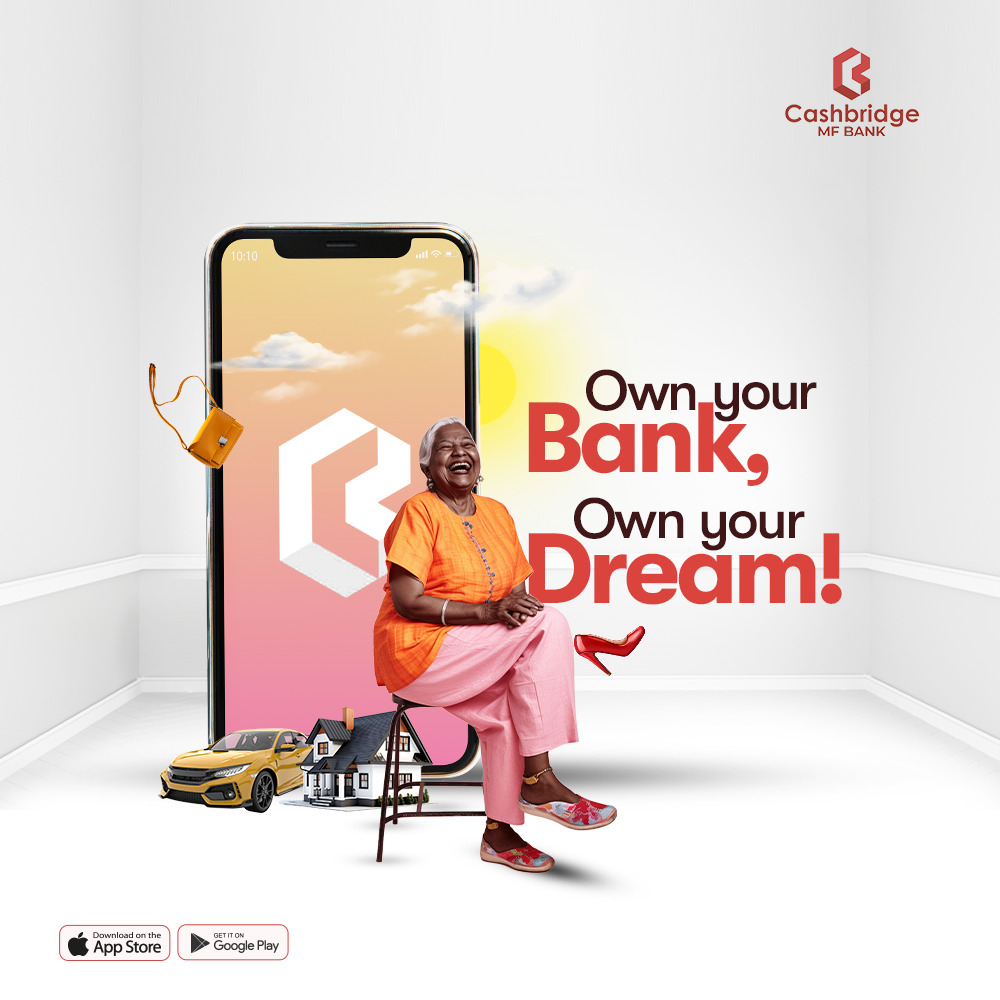 Cashbridge
MF BANK
10:10
Own your
Bank,
Own your
Dream!
Download on the
App Store
GET IT ON
Google Play